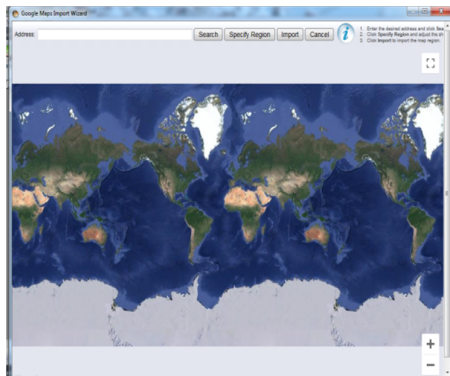 Google Maps Import Wizard
Address: Search Specify Region Import Cancel
1. Enter the desired address and click Sea
2. Click Specify Region and adjust the sh
3. Click Import to import the map region.
+
−